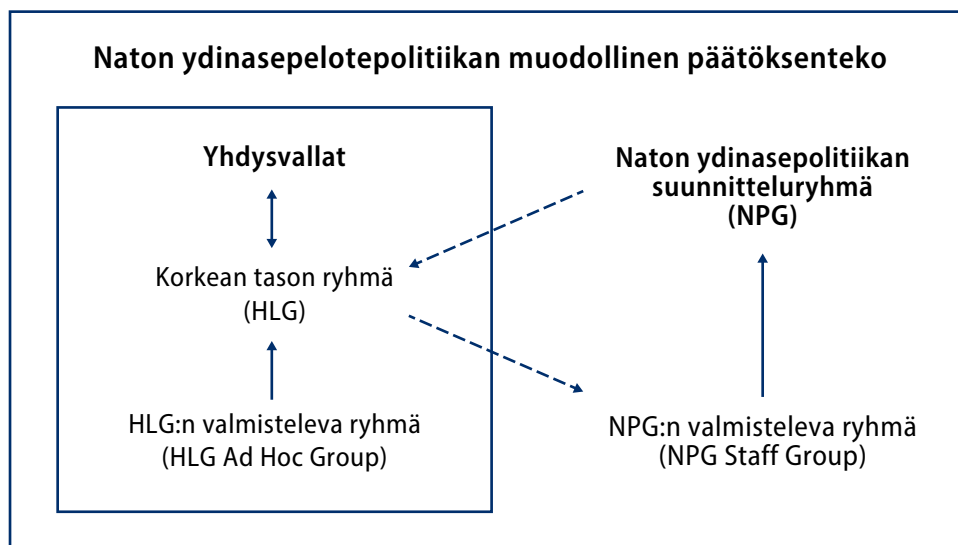 Naton ydinasepelotepolitiikan muodollinen päätöksenteko
Yhdysvallat
Korkean tason ryhmä
(HLG)
HLG:n valmisteleva ryhmä
(HLG Ad Hoc Group)
Naton ydinasepolitiikan
suunnitteluryhmä
(NPG)
NPG:n valmisteleva ryhmä
(NPG Staff Group)